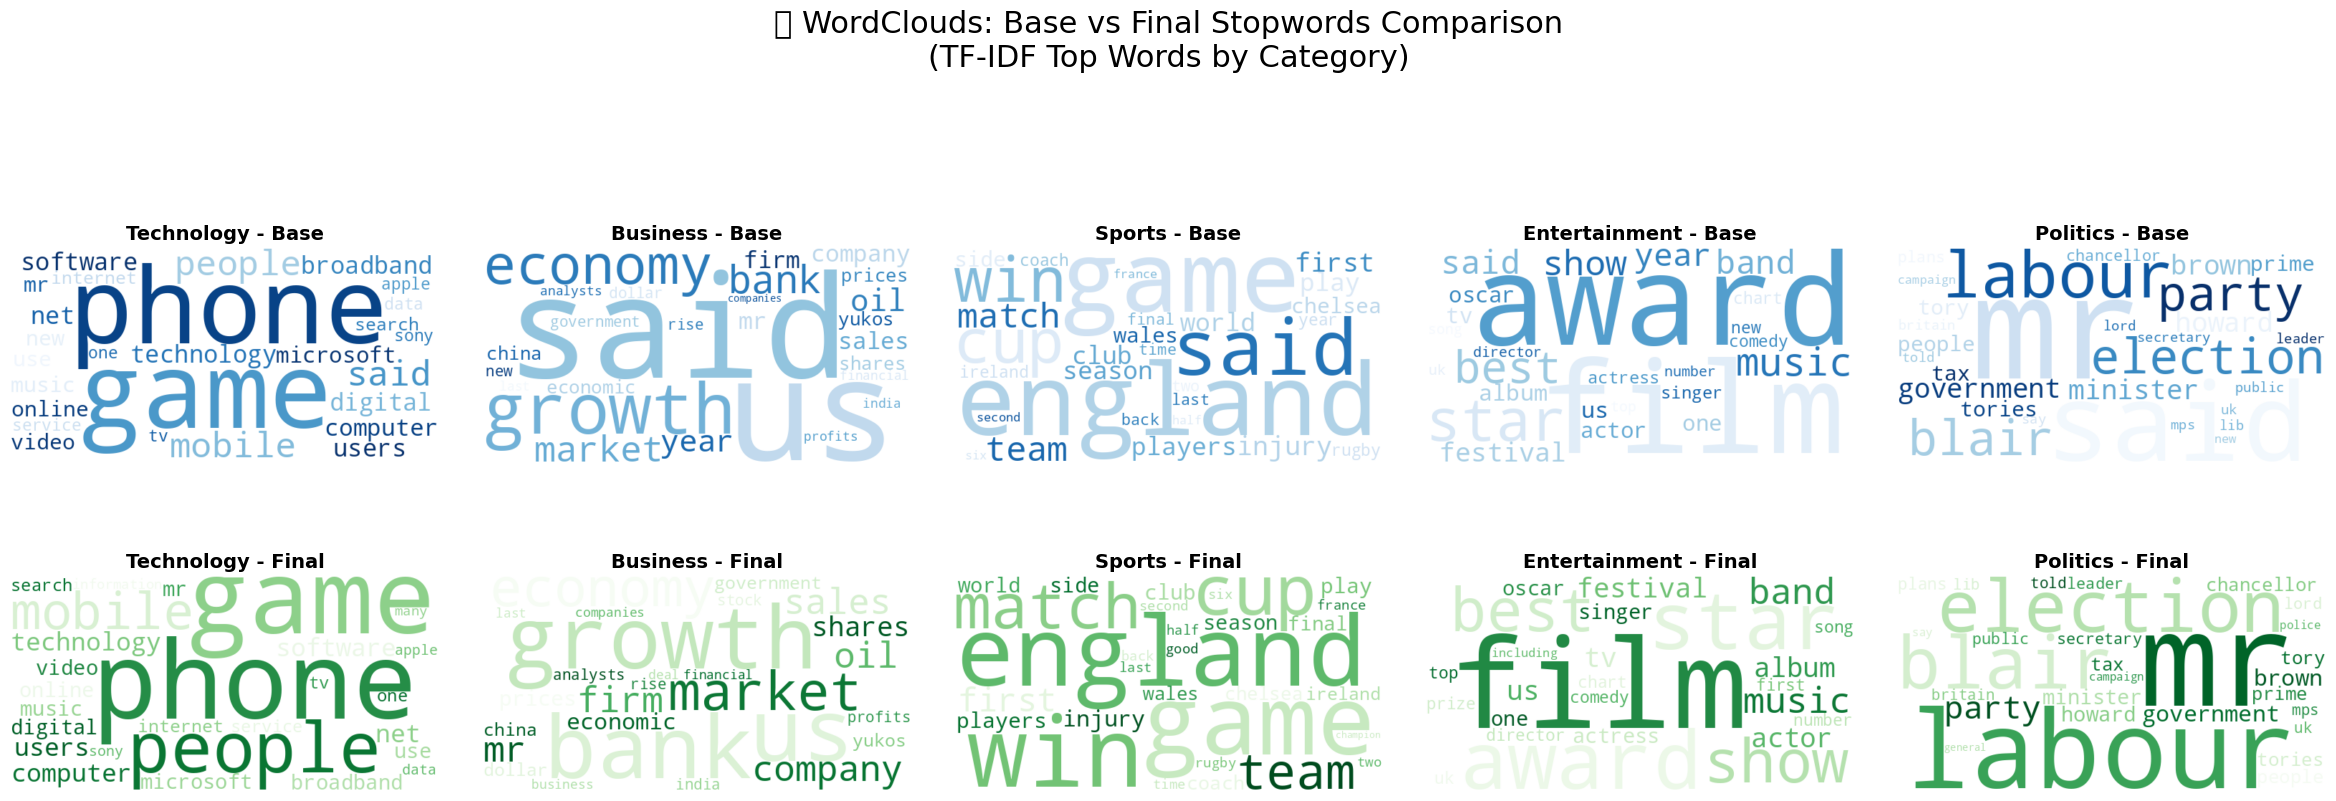 WordClouds: Base vs Final Stopwords Comparison
(TF-IDF Top Words by Category)
Technology - Base
software people broadband
mr internet apple
phone data
net search
new sony
one technology microsoft
use
game said
music
online digital
service computer
video tv mobile users
Business - Base
economy firm company
bank prices
analysts dollar companies
said oil
government rise mr yukos
china sales
new shares
last economic financial
growth us india
market year profits
Sports - Base
side coach france first
win game play
chelsea
match final world year
cup wales said
club time
ireland season
england two
last
second back half
team players injury rugby
six
Entertainment - Base
said show year band
oscar award chart
tv new
song comedy
director music
uk best actress number
album singer
star us top film
actor one
festival
Politics - Base
plans labour chancellor brown prime
campaign party
tory mr howard
britain lord secretary leader
people election
told
tax
government minister public
tories said
say uk
blair mps lib
new
Technology - Final
search information mr game
mobile many
technology software apple
video phone tv
online one
music
digital internet service net
users sony people use
computer microsoft broadband data
Business - Final
economy government
last companies stock sales
growth shares
analysts deal financial oil
rise
prices firm market
china economic profits
mr bank us yukos
dollar company
business india
Sports - Final
world side club cup play
match second six france
england season final
half good
back
last
first wales chelsea ireland
players injury game
win champion
rugby team two
time coach
Entertainment - Final
oscar festival band
best singer star
song
film including
top tv album
chart first
us comedy music
prize one number
director actress actor
uk award show
Politics - Final
plans lib told leader chancellor
election lord
say public secretary police
blair tax mr tory
campaign brown
britain minister prime
party howard government mps
uk
general labour tories
people